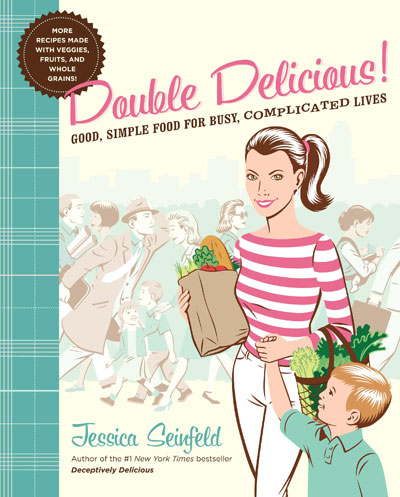 MORE
RECIPES MADE
WITH VEGGIES,
FRUITS, AND
WHOLE
GRAINS!
Double Delicious!
GOOD, SIMPLE FOOD FOR BUSY, COMPLICATED LIVES
Jessica Seinfeld
Author of the #1 New York Times bestseller
Deceptively Delicious